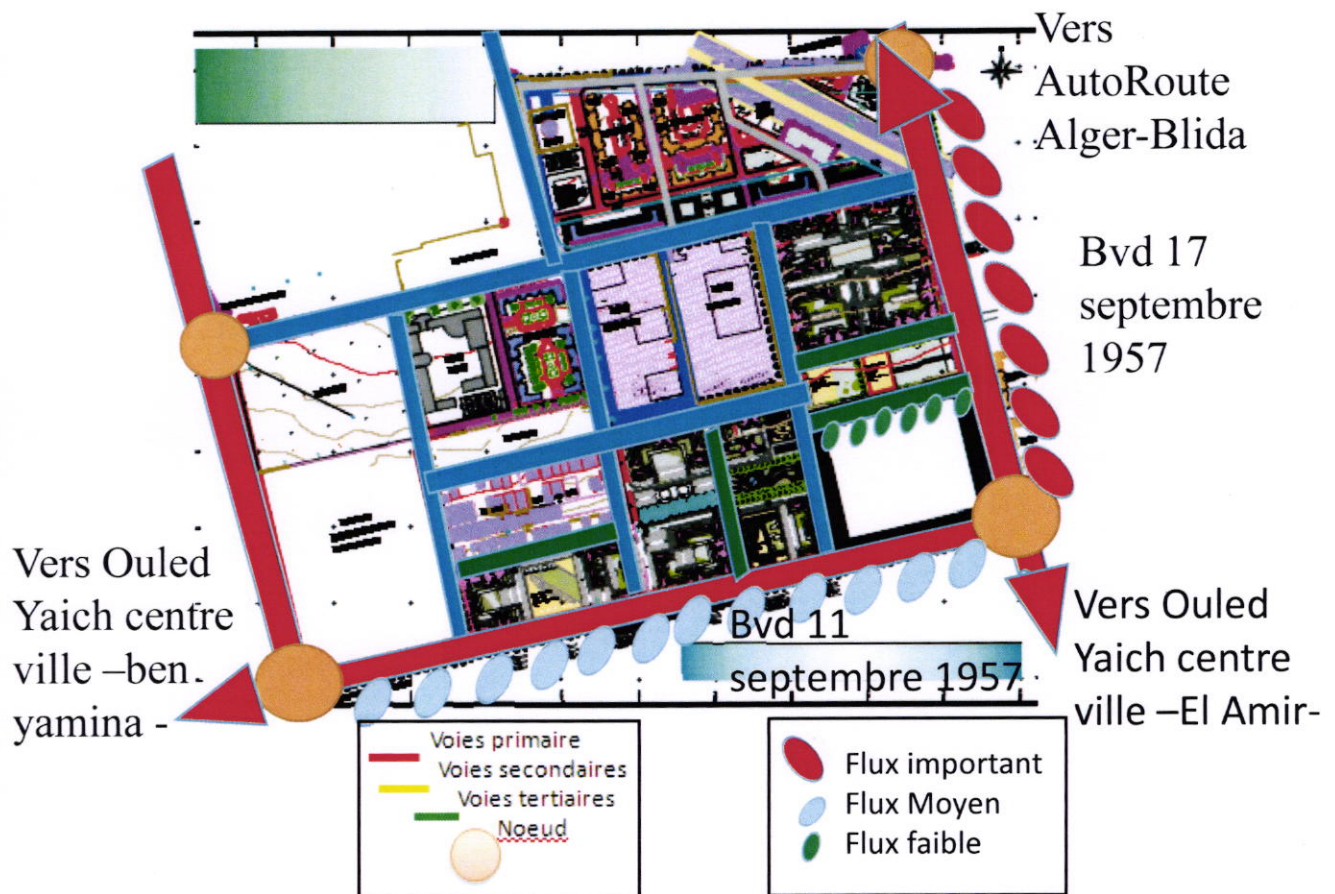 Vers
AutoRoute
Alger-Blida
Bvd 17
septembre
1957
Vers Ouled
Yaich centre
ville –ben
yamina -
Bvd 11
septembre 1957
Vers Ouled
Yaich centre
ville –El Amir-
Voies primaire
Voies secondaires
Voies tertiaires
Noeud
Flux important
Flux Moyen
Flux faible